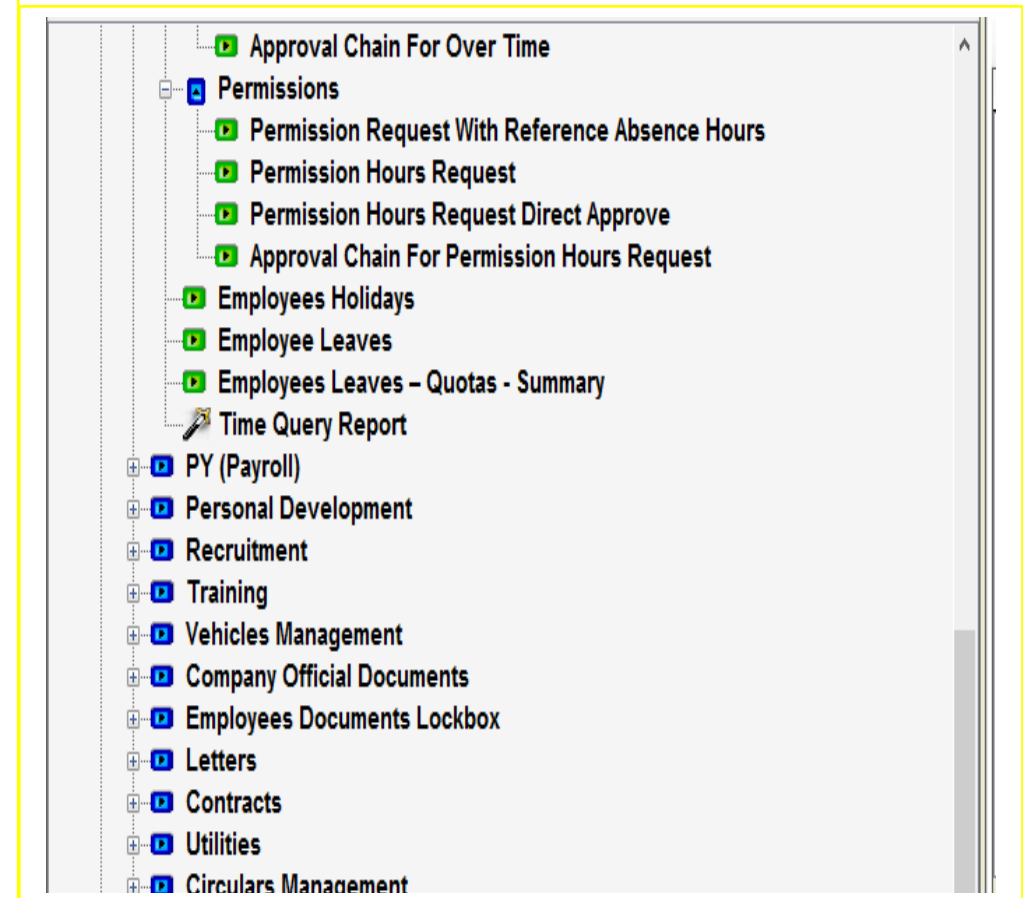 Approval Chain For Over Time
Permissions
Permission Request With Reference Absence Hours
Permission Hours Request
Permission Hours Request Direct Approve
Approval Chain For Permission Hours Request
Employees Holidays
Employee Leaves
Employees Leaves – Quotas - Summary
Time Query Report
PY (Payroll)
Personal Development
Recruitment
Training
Vehicles Management
Company Official Documents
Employees Documents Lockbox
Letters
Contracts
Utilities
Circulars Management